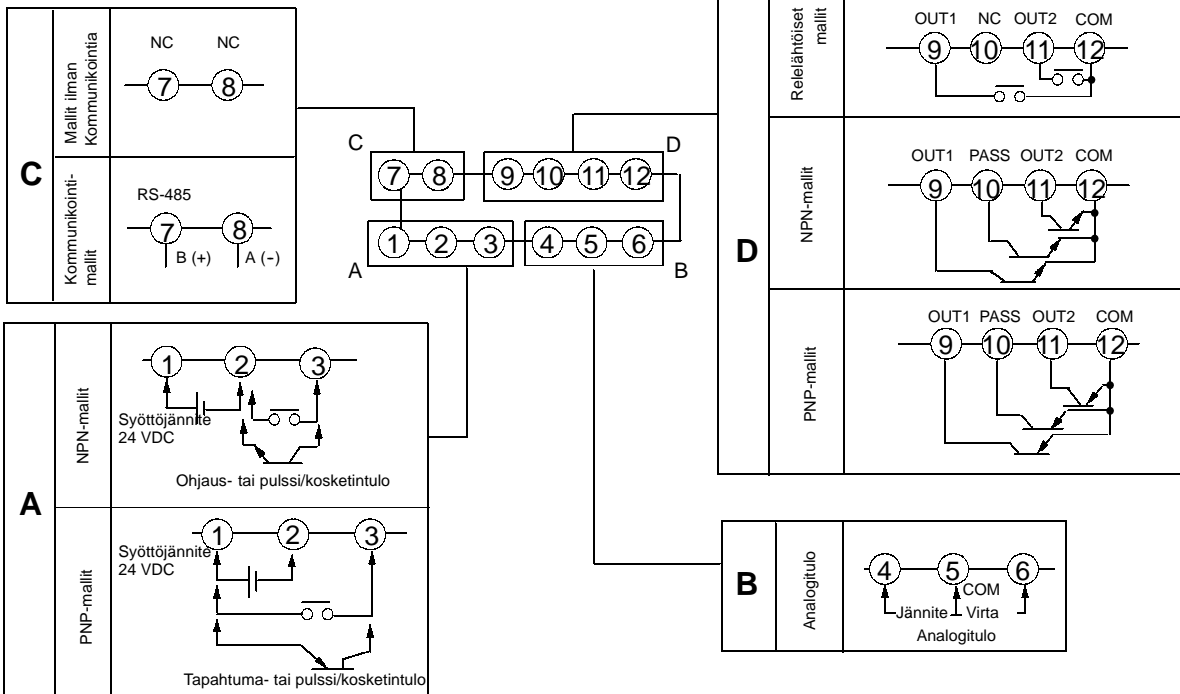 C
Mallit ilman
Kommunikointia
NC NC
7 8
Kommunikointi-
mallit
RS-485
7 8
B (+) A (-)
C D
7 8 9 10 11 12
1 2 3 4 5 6
A B
A
NPN-mallit
1 2 3
Syöttöjännite
24 VDC
Ohjaus- tai pulssi/kosketintulo
PNP-mallit
1 2 3
Syöttöjännite
24 VDC
Tapahtuma- tai pulssi/kosketintulo
D
Relelähtöiset
mallit
OUT1 NC OUT2 COM
9 10 11 12
NPN-mallit
OUT1 PASS OUT2 COM
9 10 11 12
PNP-mallit
OUT1 PASS OUT2 COM
9 10 11 12
B
Analogitulo
4 5 6
COM
Jännite Virta
Analogitulo